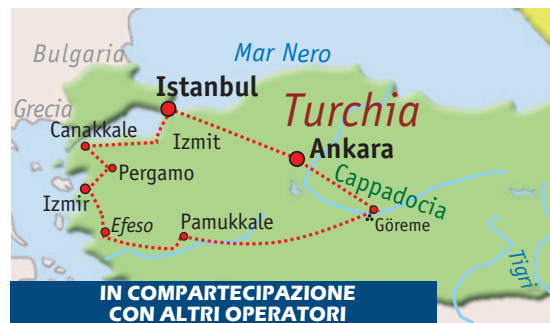 Bulgaria
Mar Nero
Istanbul
Grecia
Turchia
Canakkale
Izmit
Ankara
Pergamo
Cappadocia
Izmir
Efeso
Pamukkale
Göreme
Tigri
IN COMPARTECIPAZIONE
CON ALTRI OPERATORI